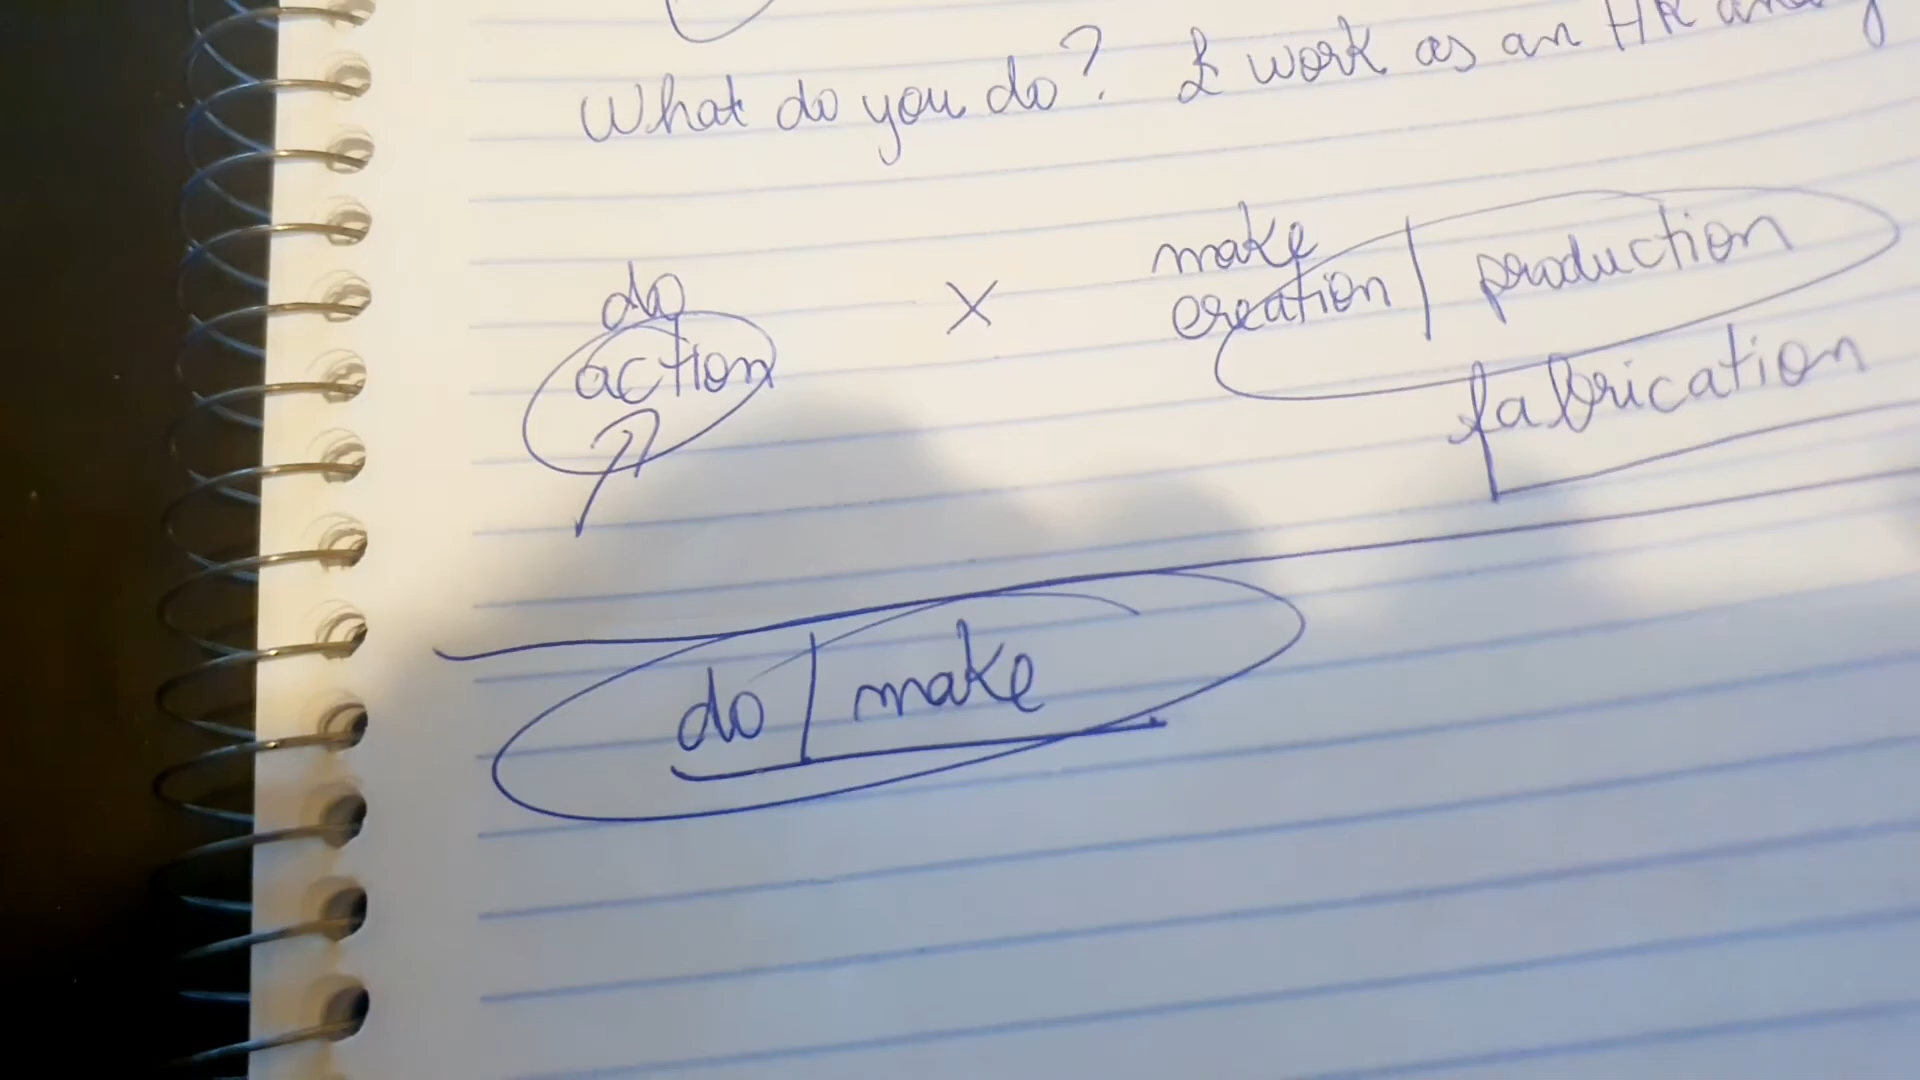 What do you do? I work as an HR
do × make
action creation / production
fabrication
do / make